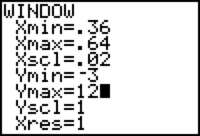 WINDOW
Xmin=.36
Xmax=.64
Xscl=.02
Ymin=-3
Ymax=12
Yscl=1
Xres=1